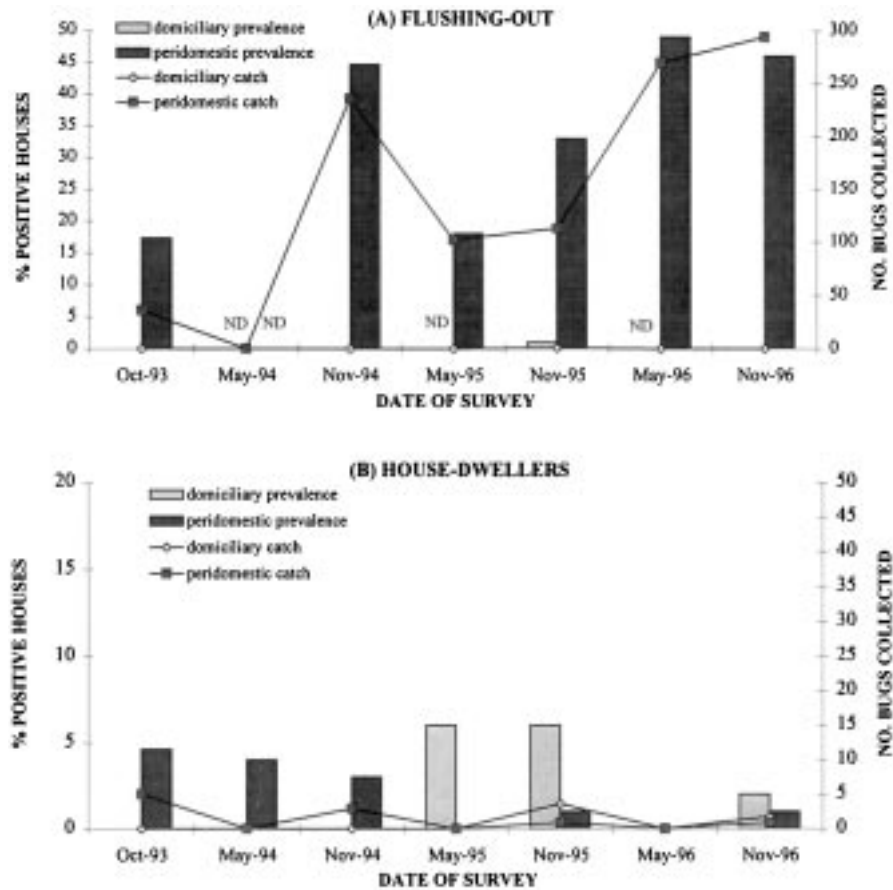 (A) FLUSHING-OUT
domiciliary prevalence
peridomestic prevalence
domiciliary catch
peridomestic catch
% POSITIVE HOUSES
50
45
40
35
30
25
20
15
10
5
0
NO. BUGS COLLECTED
300
250
200
150
100
50
0
ND ND ND ND
Oct-93 May-94 Nov-94 May-95 Nov-95 May-96 Nov-96
DATE OF SURVEY
(B) HOUSE-DWELLERS
domiciliary prevalence
peridomestic prevalence
domiciliary catch
peridomestic catch
% POSITIVE HOUSES
20
15
10
5
0
NO. BUGS COLLECTED
50
45
40
35
30
25
20
15
10
5
0
Oct-93 May-94 Nov-94 May-95 Nov-95 May-96 Nov-96
DATE OF SURVEY